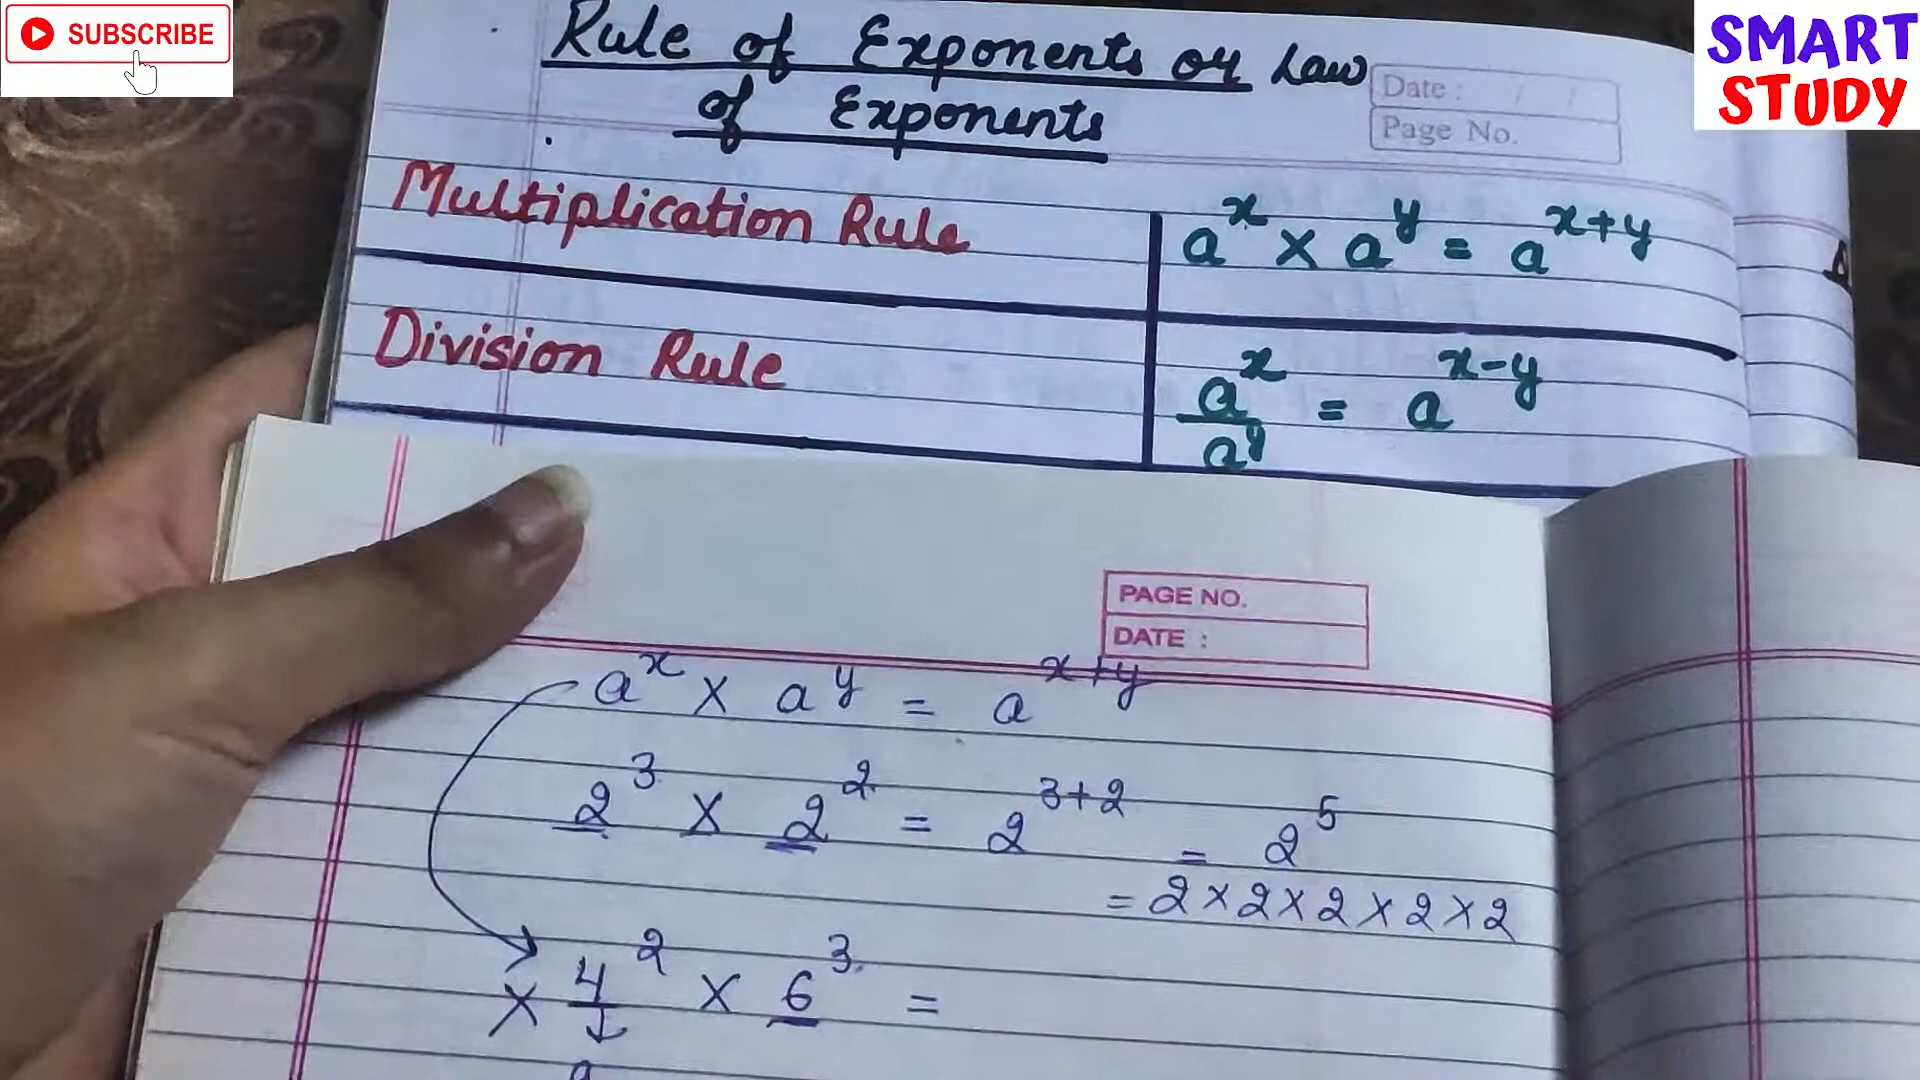 SUBSCRIBE
SMART
STUDY
Rule of Exponents or Law
of Exponents
Date : / /
Page No.
Multiplication Rule a^x × a^y = a^(x+y)
Division Rule a^x / a^y = a^(x-y)
PAGE NO.
DATE :
a^x × a^y = a^(x+y)
2^3 × 2^2 = 2^(3+2) = 2^5
= 2 × 2 × 2 × 2 × 2
× 4^2 × 6^3 =